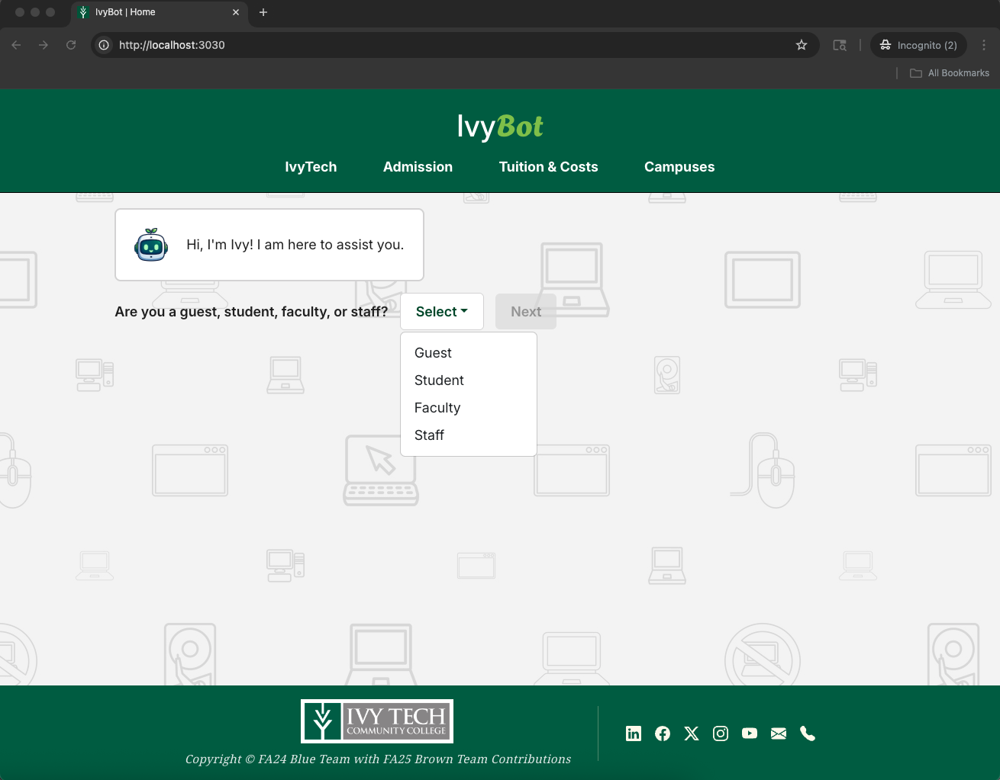 IvyBot | Home
http://localhost:3030
Incognito (2)
All Bookmarks
IvyBot
IvyTech Admission Tuition & Costs Campuses
Hi, I'm Ivy! I am here to assist you.
Are you a guest, student, faculty, or staff? Select Next
Guest
Student
Faculty
Staff
IVY TECH
COMMUNITY COLLEGE
Copyright © FA24 Blue Team with FA25 Brown Team Contributions